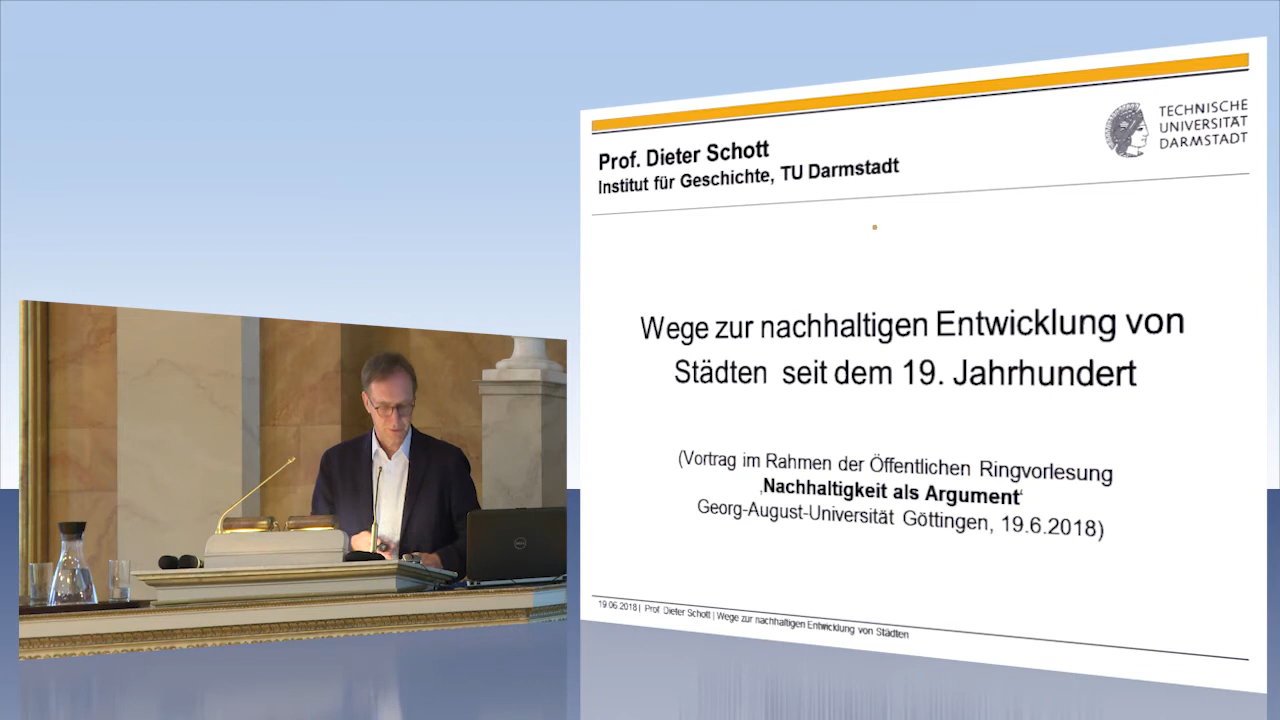 Prof. Dieter Schott
Institut für Geschichte, TU Darmstadt
TECHNISCHE
UNIVERSITÄT
DARMSTADT
Wege zur nachhaltigen Entwicklung von
Städten seit dem 19. Jahrhundert
(Vortrag im Rahmen der Öffentlichen Ringvorlesung
‚Nachhaltigkeit als Argument‘
Georg-August-Universität Göttingen, 19.6.2018)
19.06.2018 | Prof. Dieter Schott | Wege zur nachhaltigen Entwicklung von Städten
DELL